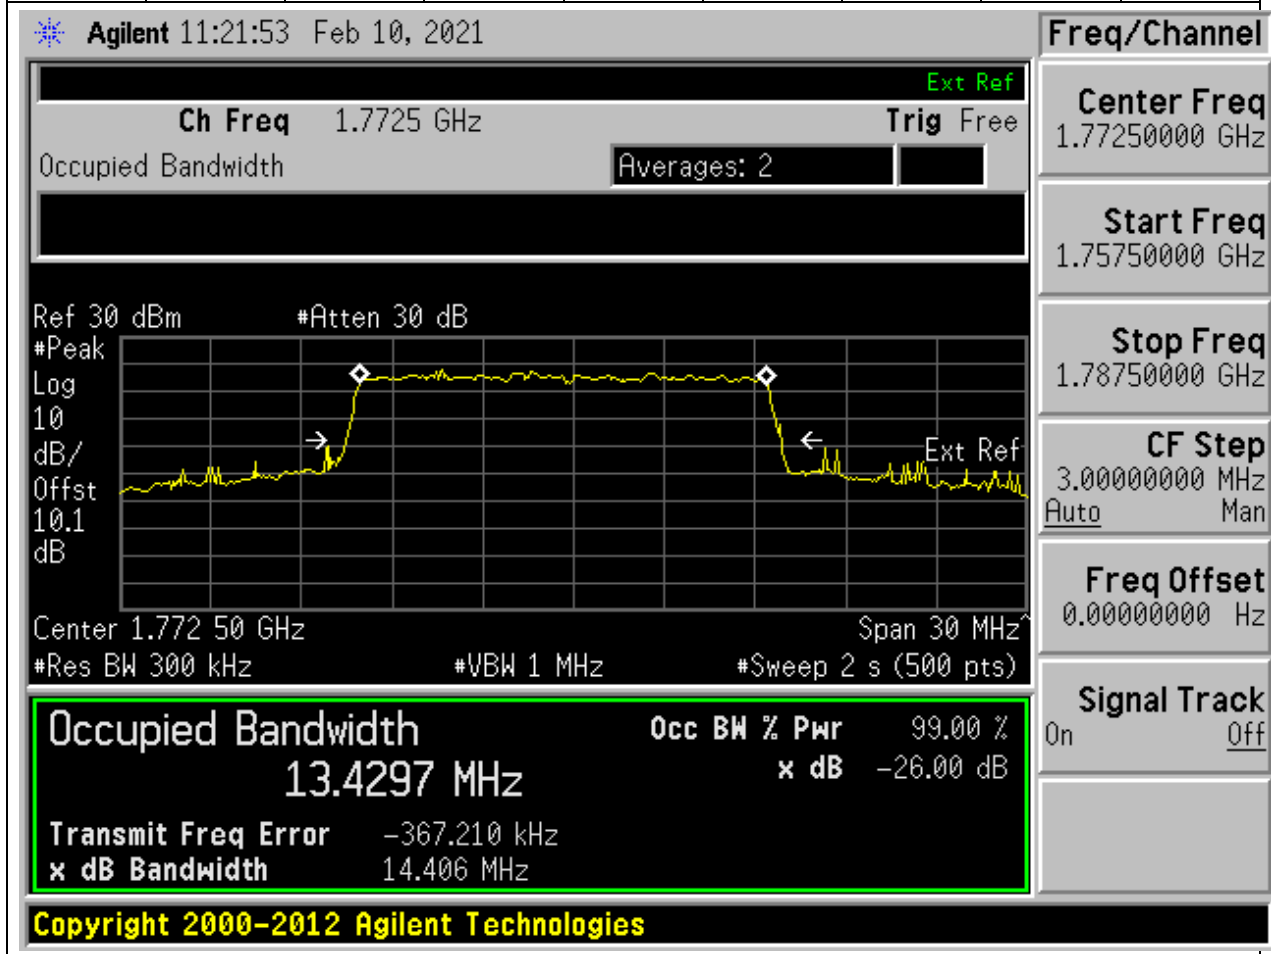 Agilent 11:21:53 Feb 10, 2021
Freq/Channel
Ext Ref
Ch Freq 1.7725 GHz Trig Free
Occupied Bandwidth Averages: 2
Center Freq
1.77250000 GHz
Start Freq
1.75750000 GHz
Stop Freq
1.78750000 GHz
CF Step
3.00000000 MHz
Auto Man
Freq Offset
0.00000000 Hz
Signal Track
On Off
Ref 30 dBm #Atten 30 dB
#Peak
Log
10
dB/
Offst
10.1
dB
Ext Ref
Center 1.772 50 GHz Span 30 MHz^
#Res BW 300 kHz #VBW 1 MHz #Sweep 2 s (500 pts)
Occupied Bandwidth Occ BW % Pwr 99.00 %
13.4297 MHz x dB -26.00 dB
Transmit Freq Error -367.210 kHz
x dB Bandwidth 14.406 MHz
Copyright 2000-2012 Agilent Technologies